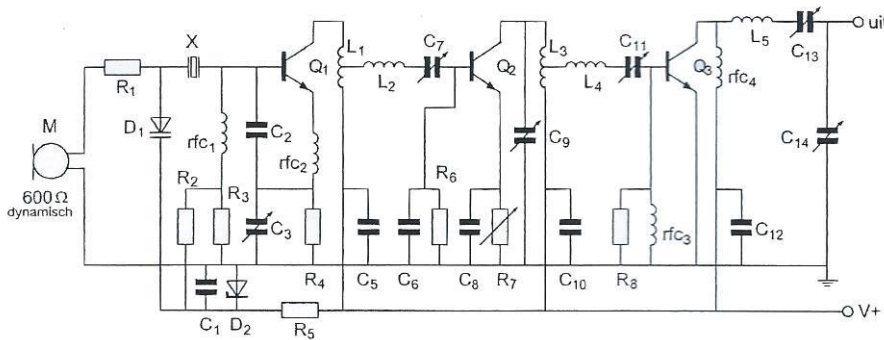 X
R1
D1
M
600 Ω
dynamisch
rfc1
R2
R3
C1
D2
C2
C3
Q1
rfc2
R4
R5
L1
C5
L2
C7
C6
R6
Q2
C8
R7
C9
L3
C10
L4
C11
R8
rfc3
Q3
rfc4
C12
L5
C13
C14
uit
V+